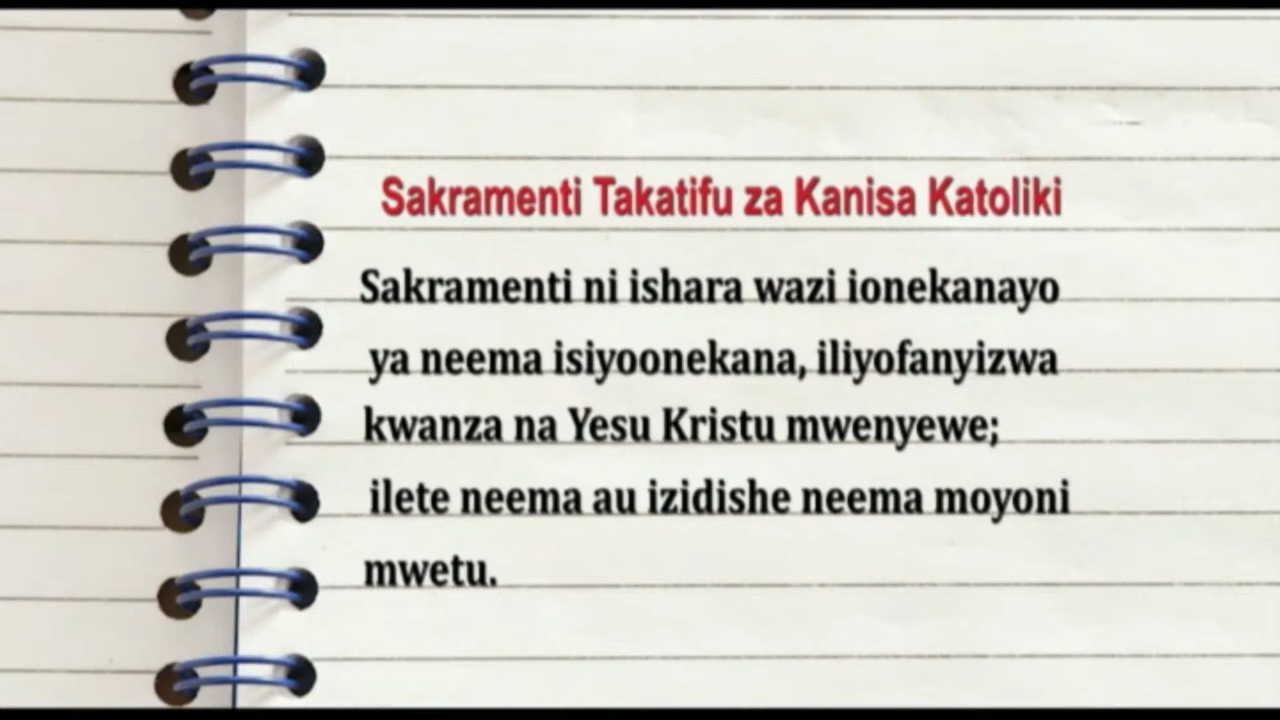 Sakramenti Takatifu za Kanisa Katoliki
Sakramenti ni ishara wazi ionekanayo
ya neema isiyoonekana, iliyofanyizwa
kwanza na Yesu Kristu mwenyewe;
ilete neema au izidishe neema moyoni
mwetu.